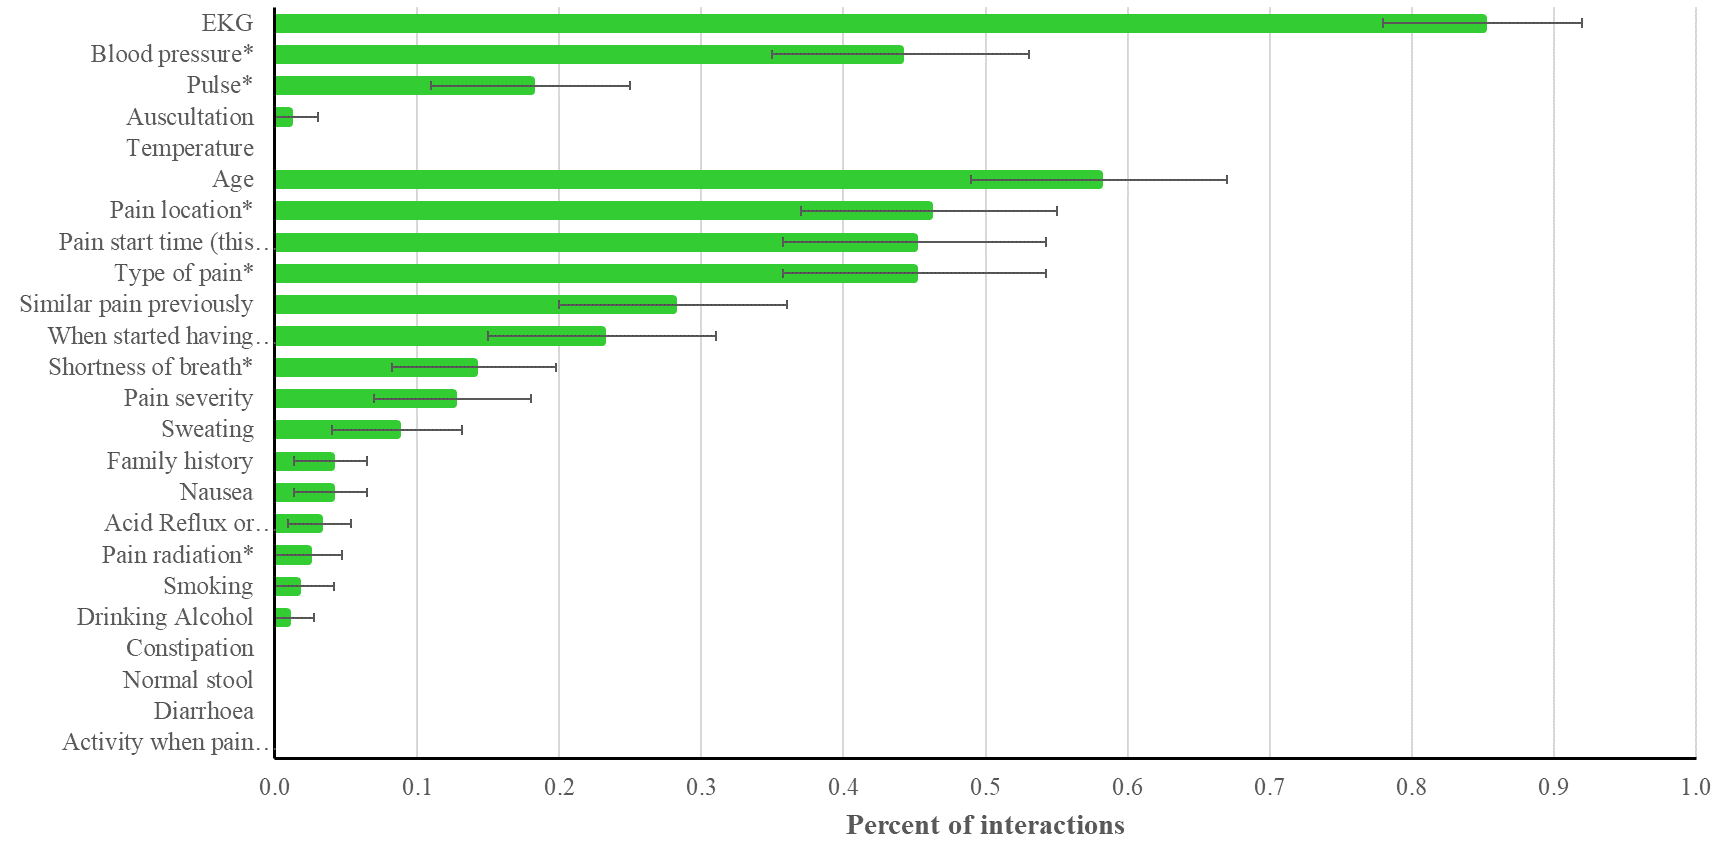 EKG
Blood pressure*
Pulse*
Auscultation
Temperature
Age
Pain location*
Pain start time (this…
Type of pain*
Similar pain previously
When started having…
Shortness of breath*
Pain severity
Sweating
Family history
Nausea
Acid Reflux or…
Pain radiation*
Smoking
Drinking Alcohol
Constipation
Normal stool
Diarrhoea
Activity when pain…
0.0 0.1 0.2 0.3 0.4 0.5 0.6 0.7 0.8 0.9 1.0
Percent of interactions